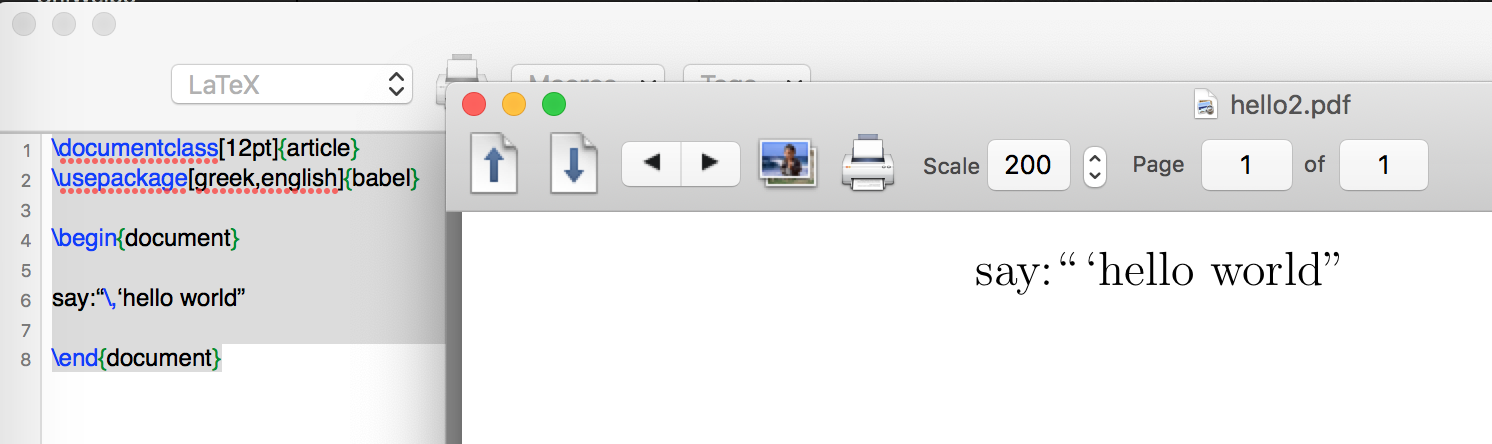 LaTeX
Macros
Tags
hello2.pdf
Scale 200 Page 1 of 1
1 \documentclass[12pt]{article}
2 \usepackage[greek,english]{babel}
3
4 \begin{document}
5
6 say:“\,‘hello world”
7
8 \end{document}
say:“ ‘hello world”